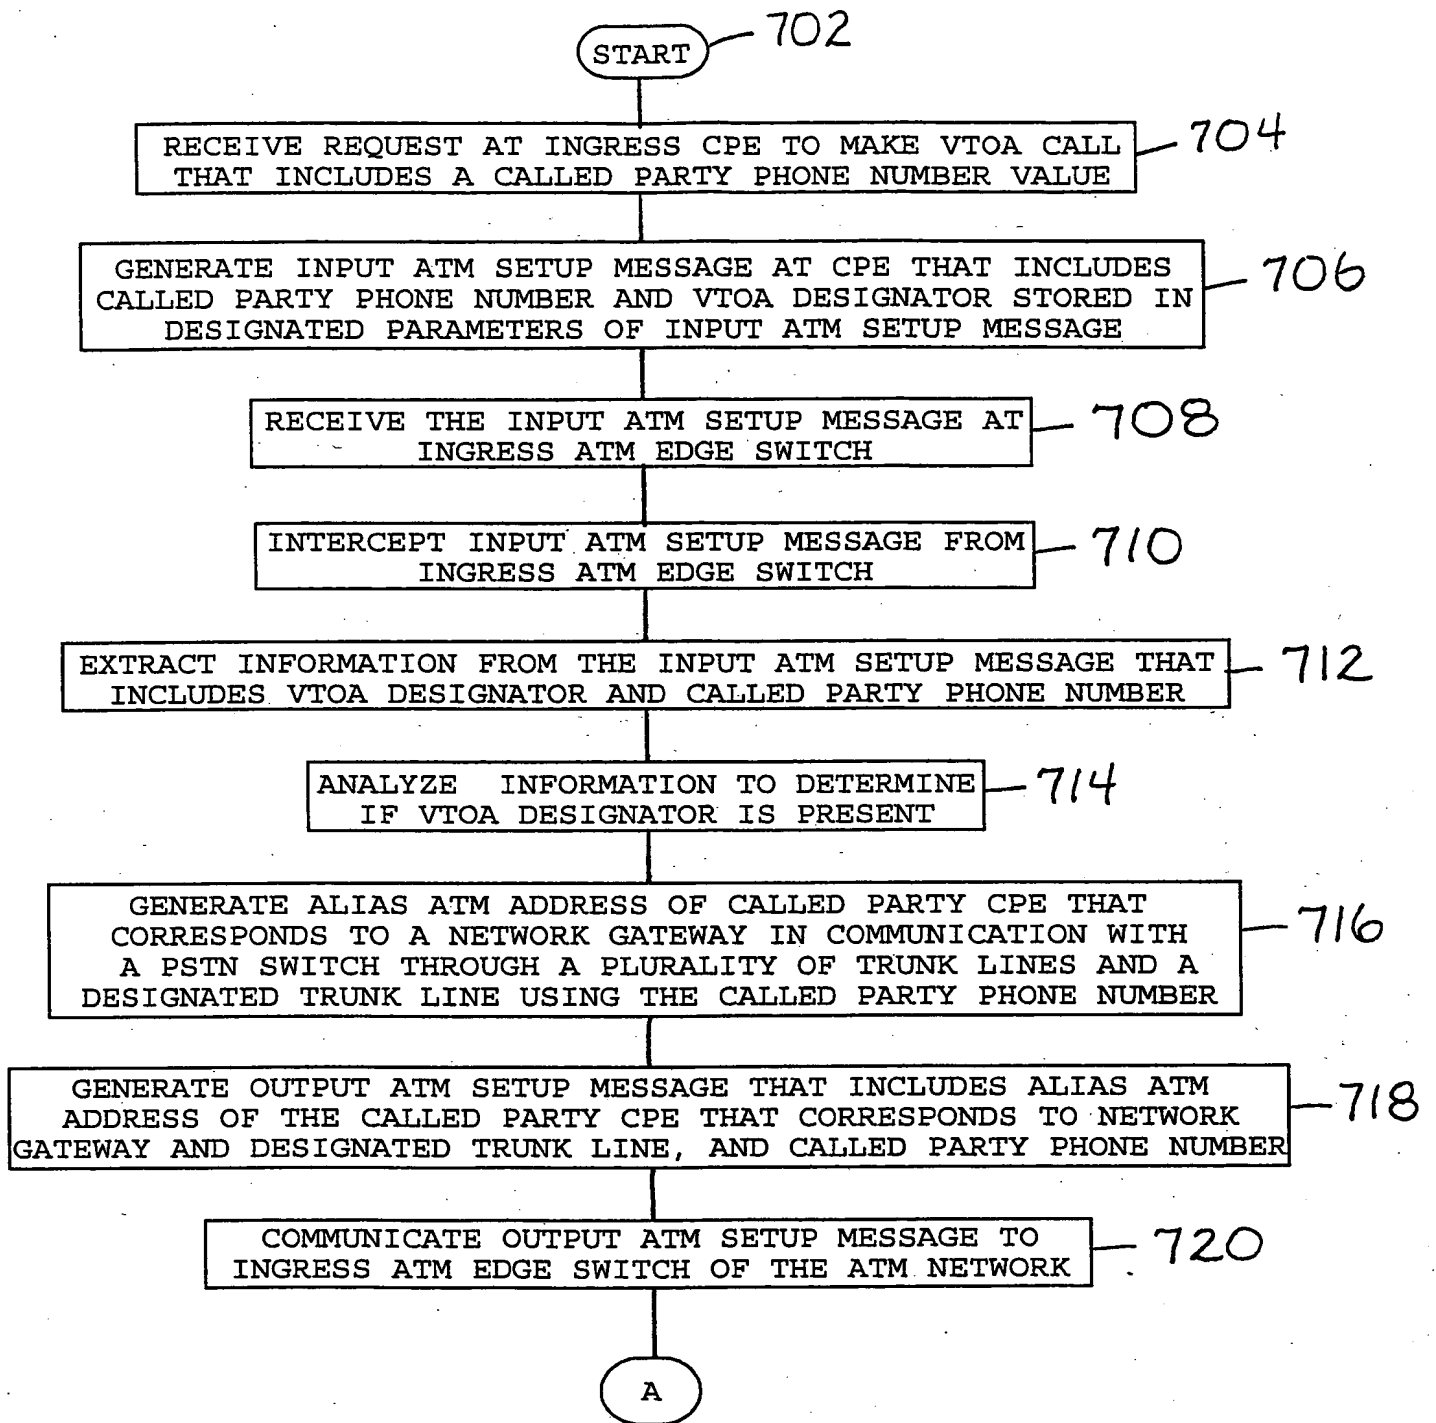 START
702
RECEIVE REQUEST AT INGRESS CPE TO MAKE VTOA CALL
THAT INCLUDES A CALLED PARTY PHONE NUMBER VALUE
704
GENERATE INPUT ATM SETUP MESSAGE AT CPE THAT INCLUDES
CALLED PARTY PHONE NUMBER AND VTOA DESIGNATOR STORED IN
DESIGNATED PARAMETERS OF INPUT ATM SETUP MESSAGE
706
RECEIVE THE INPUT ATM SETUP MESSAGE AT
INGRESS ATM EDGE SWITCH
708
INTERCEPT INPUT ATM SETUP MESSAGE FROM
INGRESS ATM EDGE SWITCH
710
EXTRACT INFORMATION FROM THE INPUT ATM SETUP MESSAGE THAT
INCLUDES VTOA DESIGNATOR AND CALLED PARTY PHONE NUMBER
712
ANALYZE INFORMATION TO DETERMINE
IF VTOA DESIGNATOR IS PRESENT
714
GENERATE ALIAS ATM ADDRESS OF CALLED PARTY CPE THAT
CORRESPONDS TO A NETWORK GATEWAY IN COMMUNICATION WITH
A PSTN SWITCH THROUGH A PLURALITY OF TRUNK LINES AND A
DESIGNATED TRUNK LINE USING THE CALLED PARTY PHONE NUMBER
716
GENERATE OUTPUT ATM SETUP MESSAGE THAT INCLUDES ALIAS ATM
ADDRESS OF THE CALLED PARTY CPE THAT CORRESPONDS TO NETWORK
GATEWAY AND DESIGNATED TRUNK LINE, AND CALLED PARTY PHONE NUMBER
718
COMMUNICATE OUTPUT ATM SETUP MESSAGE TO
INGRESS ATM EDGE SWITCH OF THE ATM NETWORK
720
A